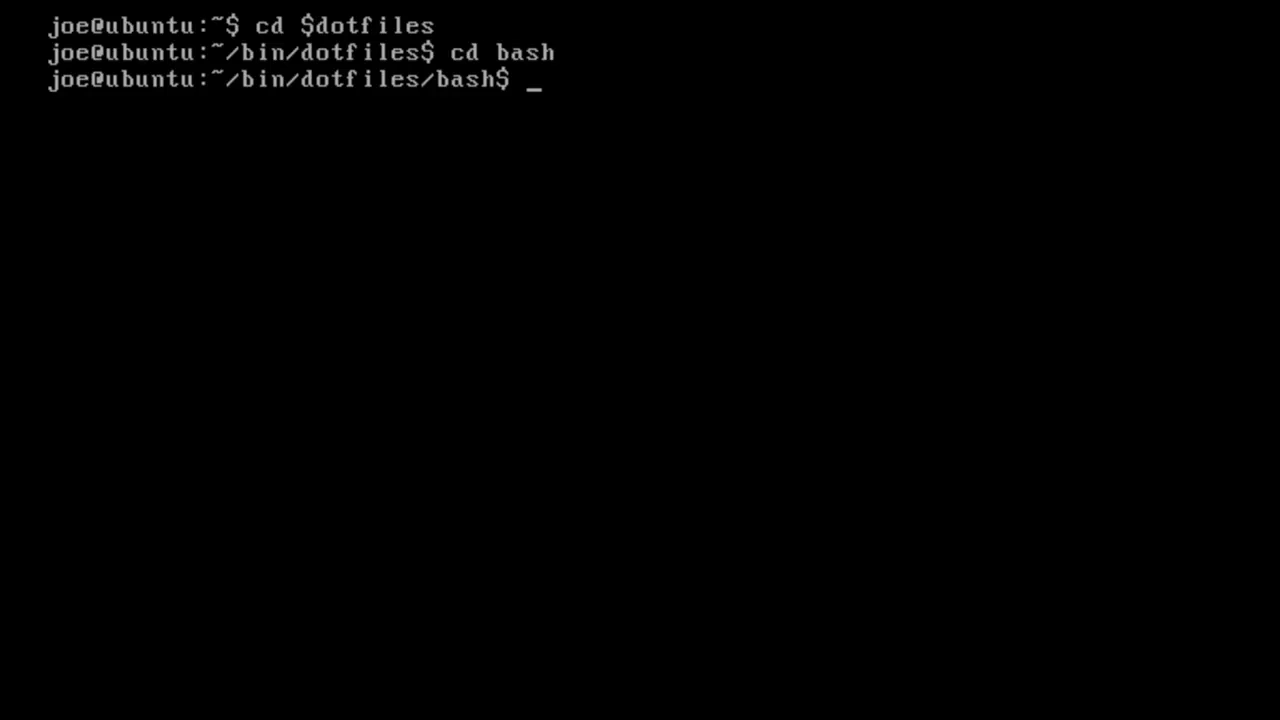 joe@ubuntu:~$ cd $dotfiles
joe@ubuntu:~/bin/dotfiles$ cd bash
joe@ubuntu:~/bin/dotfiles/bash$ _